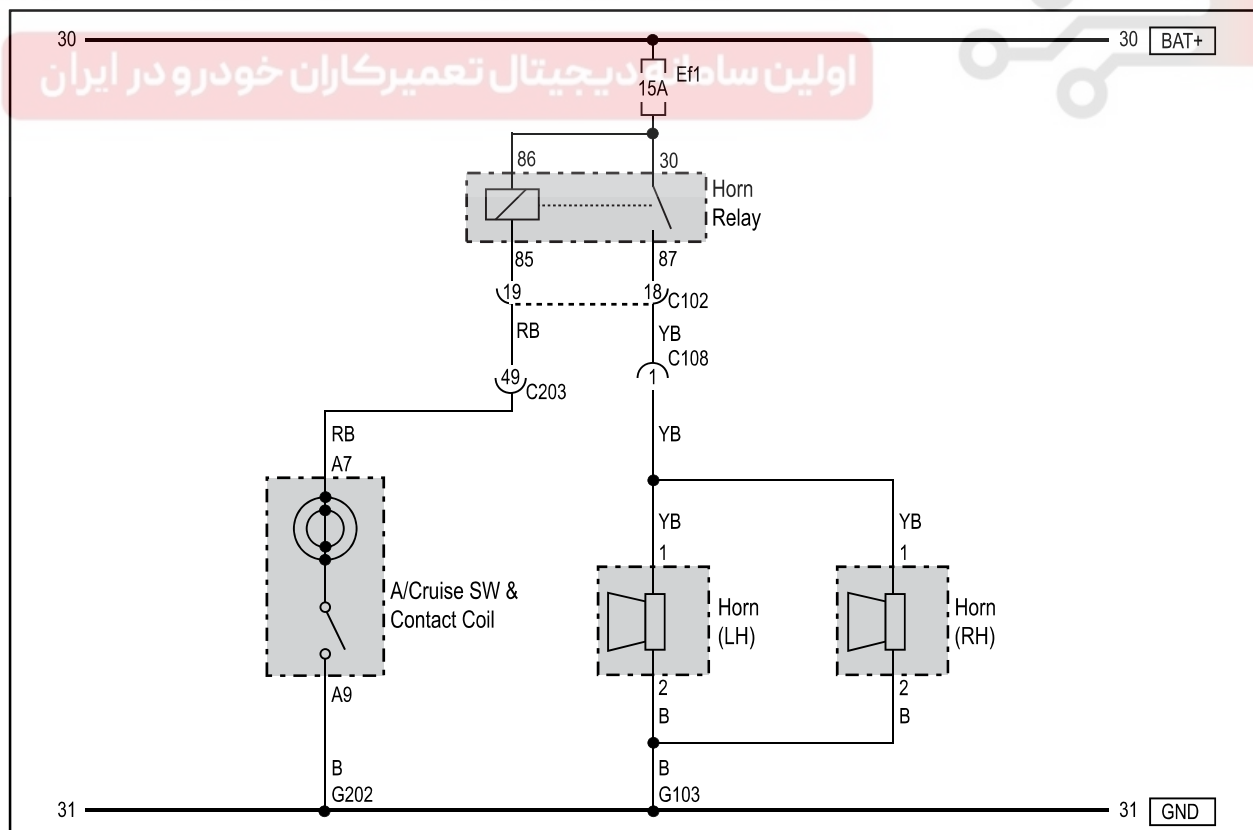 30
30 BAT+
اولین سامانه دیجیتال تعمیرکاران خودرو در ایران
Ef1
15A
86
30
Horn
Relay
85
87
19
18
C102
RB
YB
C108
49
1
C203
RB
YB
A7
YB
YB
1
1
A/Cruise SW &
Contact Coil
Horn
(LH)
Horn
(RH)
A9
2
2
B
B
B
B
G202
G103
31
31 GND